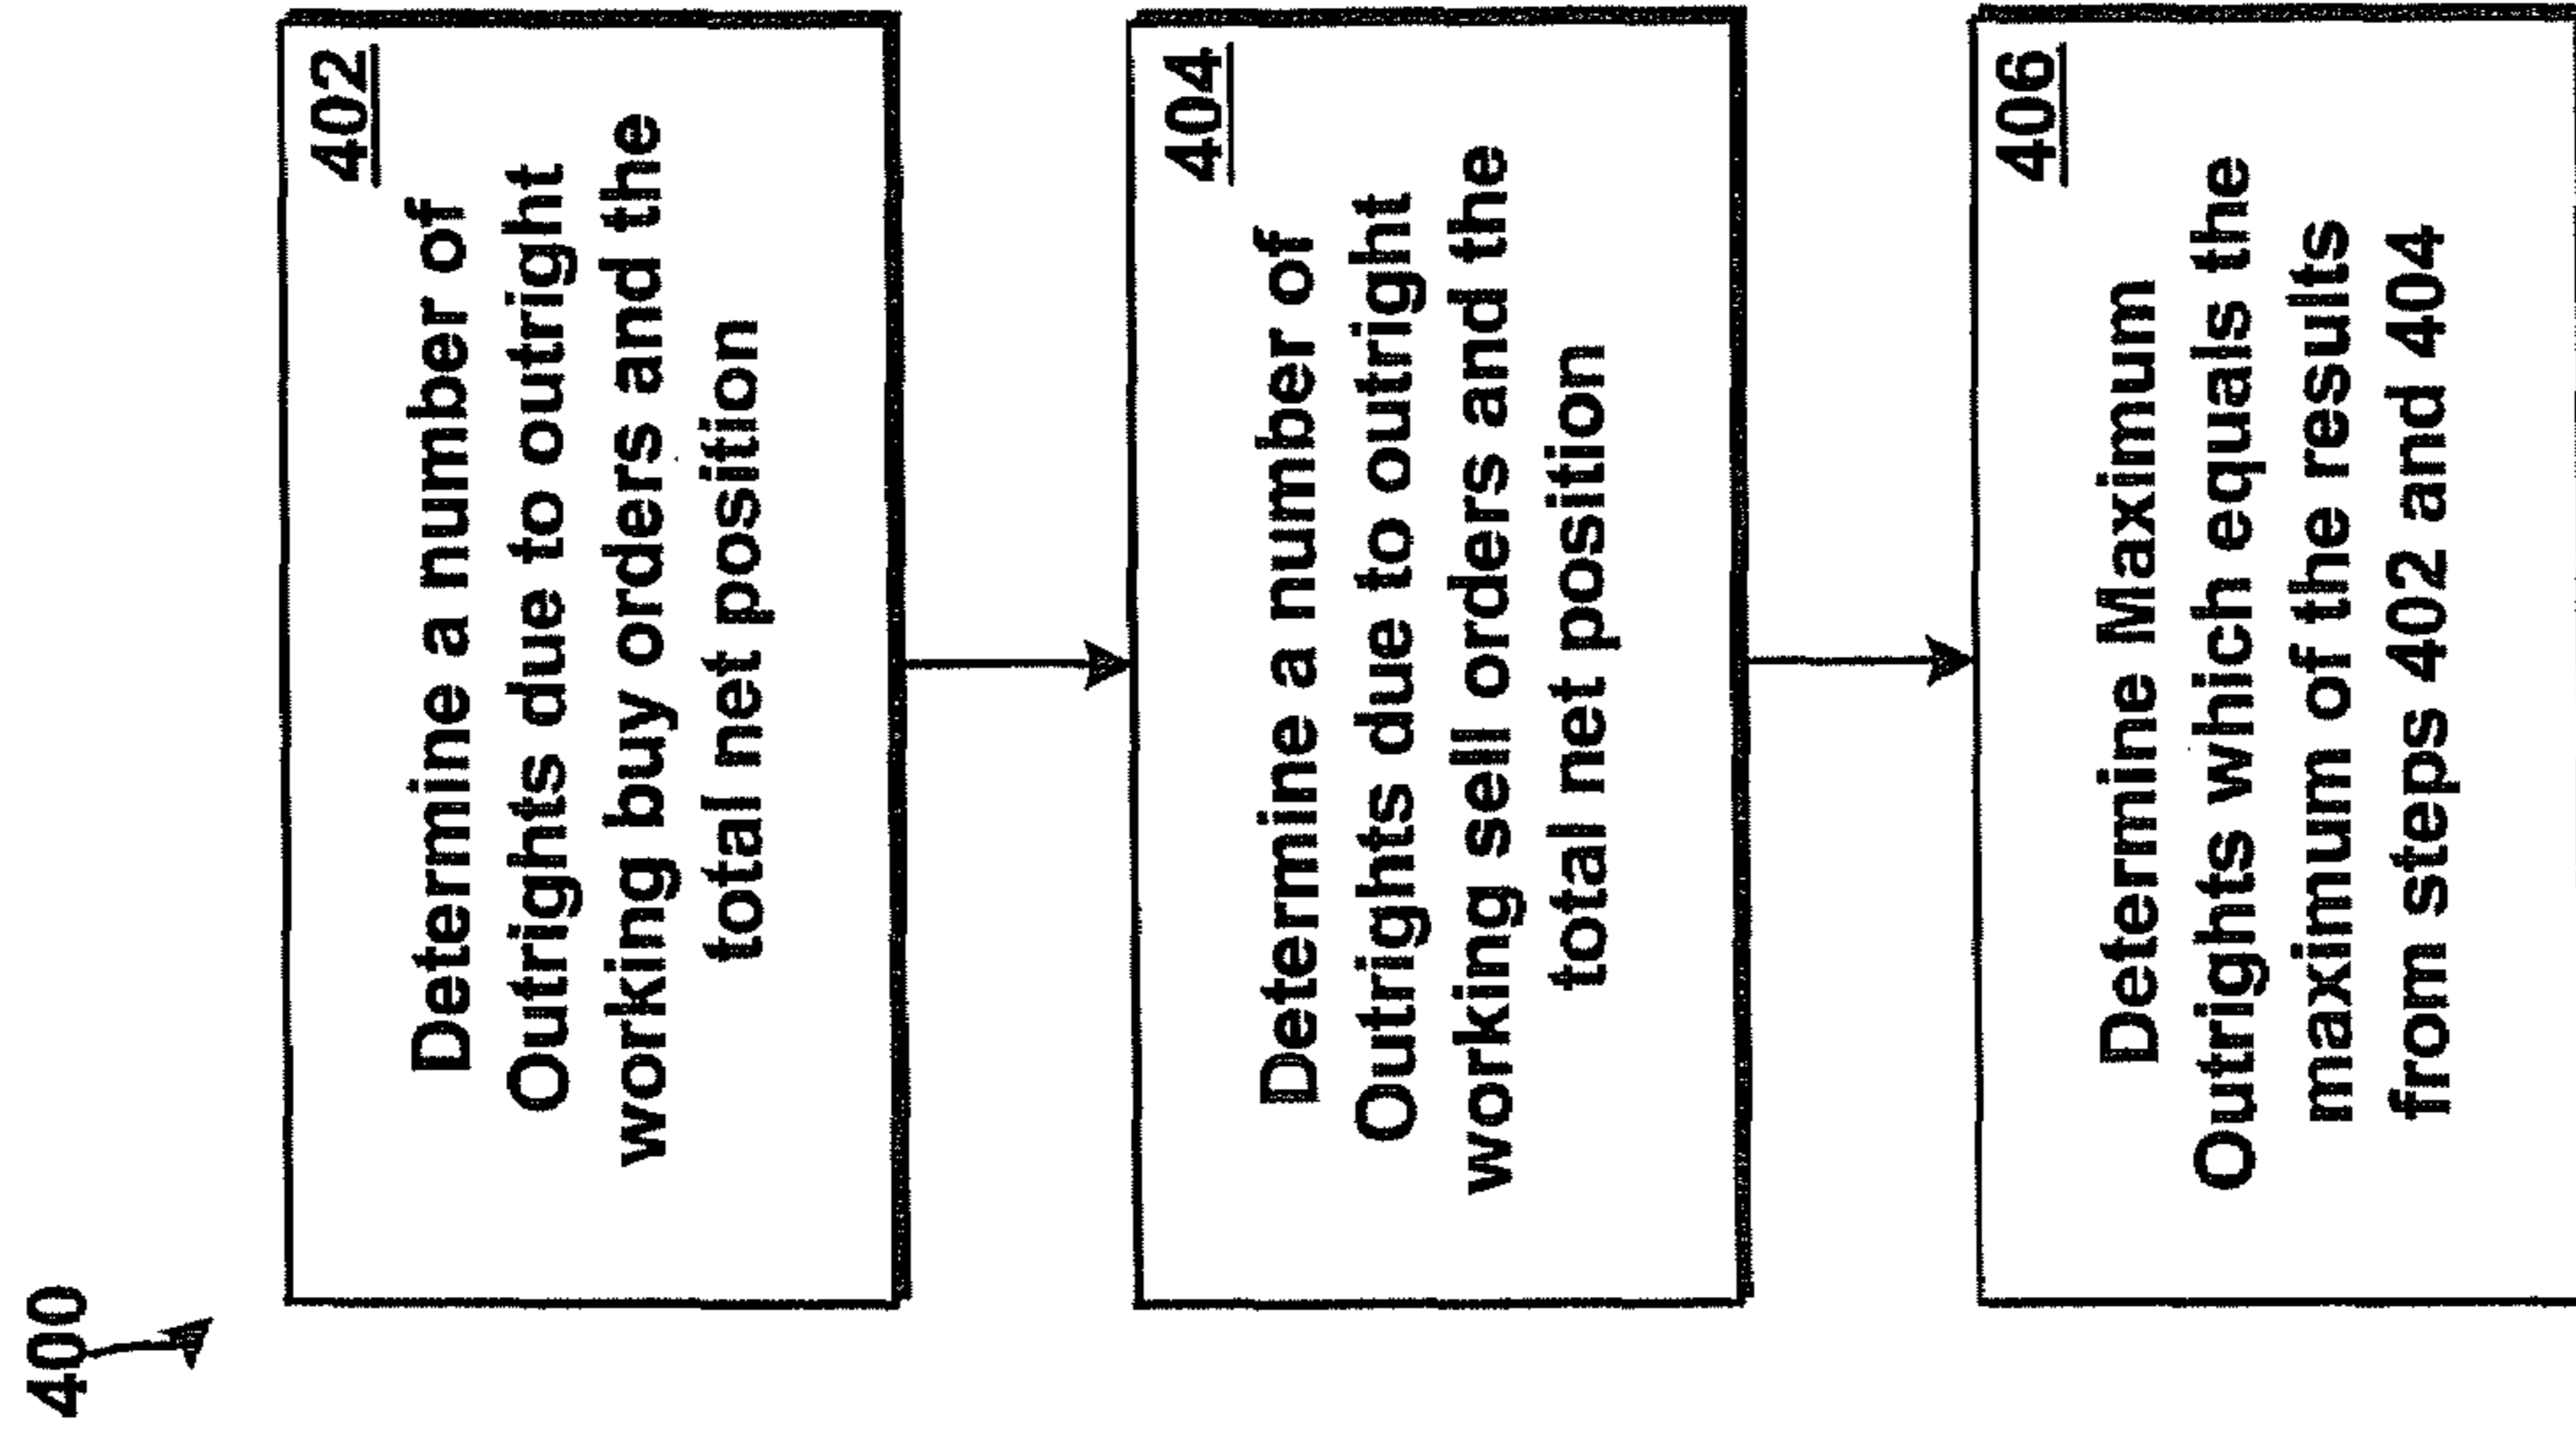 400
402
Determine a number of
Outrights due to outright
working buy orders and the
total net position
404
Determine a number of
Outrights due to outright
working sell orders and the
total net position
406
Determine Maximum
Outrights which equals the
maximum of the results
from steps 402 and 404